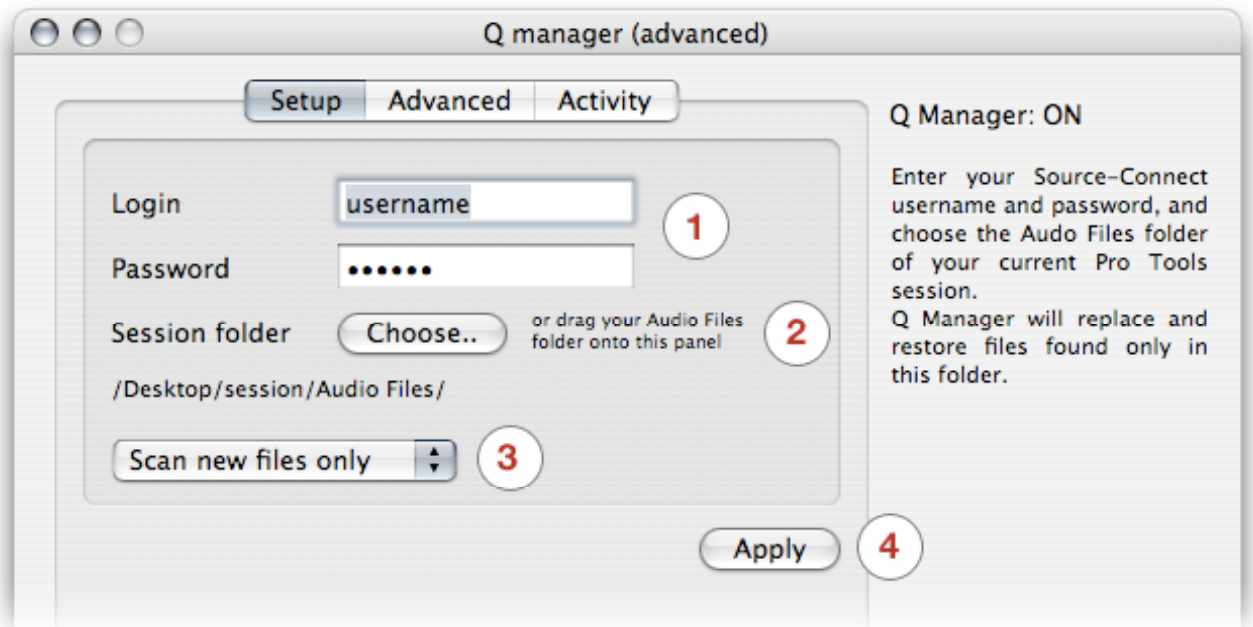 Q manager (advanced)
Setup Advanced Activity
Q Manager: ON
Enter your Source-Connect
username and password, and
choose the Audo Files folder
of your current Pro Tools
session.
Q Manager will replace and
restore files found only in
this folder.
Login username 1
Password ••••••
Session folder Choose.. or drag your Audio Files
folder onto this panel 2
/Desktop/session/Audio Files/
Scan new files only 3
Apply 4